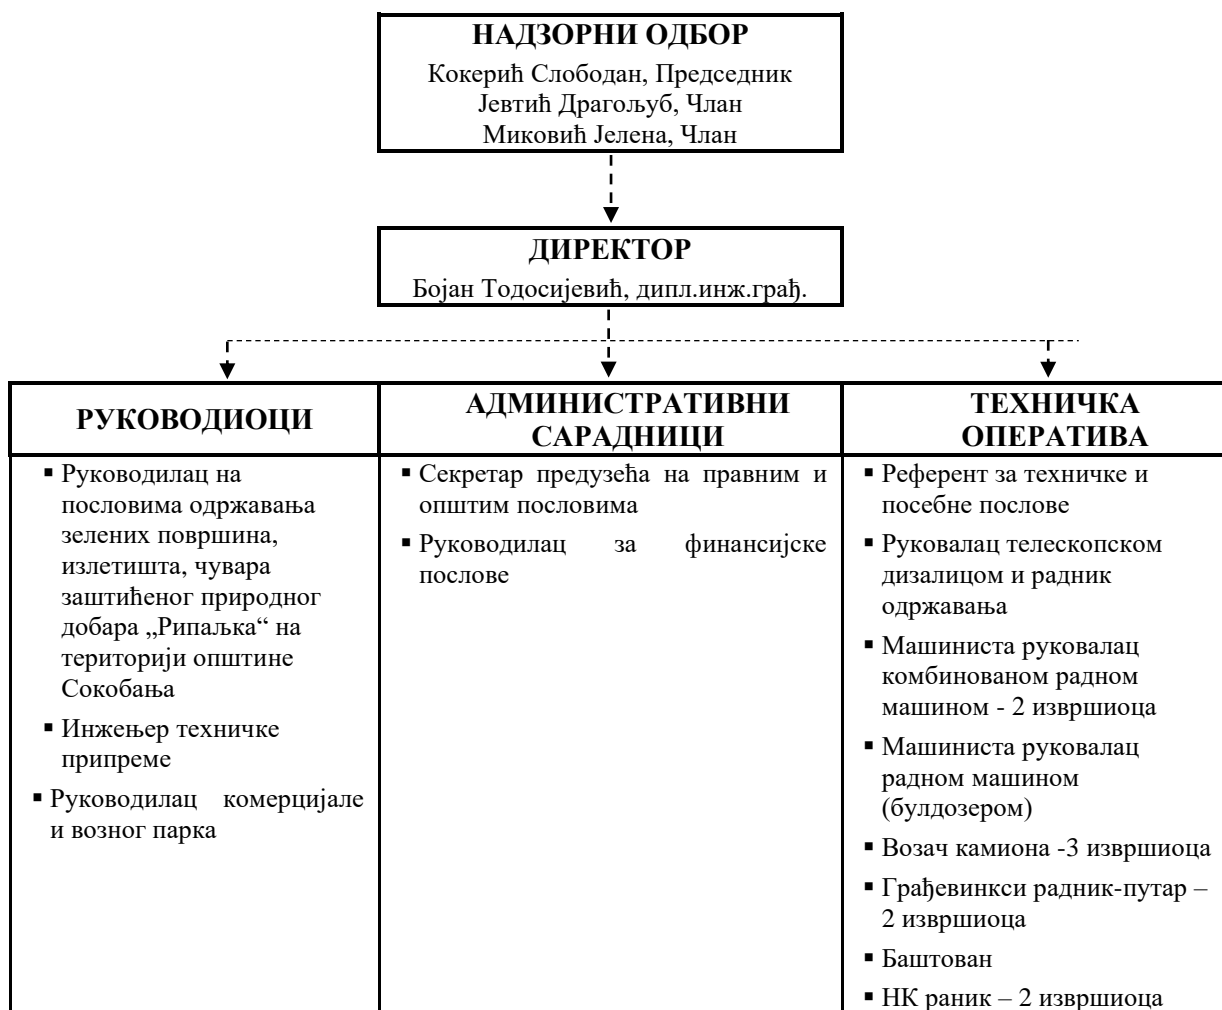 НАДЗОРНИ ОДБОР
Кокерић Слободан, Председник
Јевтић Драгољуб, Члан
Миковић Јелена, Члан
ДИРЕКТОР
Бојан Тодосијевић, дипл.инж.грађ.
РУКОВОДИОЦИ
▪ Руководилац на
пословима одржавања
зелених површина,
излетишта, чувара
заштићеног природног
добара „Рипаљка“ на
територији општине
Сокобања
▪ Инжењер техничке
припреме
▪ Руководилац комерцијале
и возног парка
АДМИНИСТРАТИВНИ
САРАДНИЦИ
▪ Секретар предузећа на правним и
општим пословима
▪ Руководилац за финансијске
послове
ТЕХНИЧКА
ОПЕРАТИВА
▪ Референт за техничке и
посебне послове
▪ Руковалац телескопском
дизалицом и радник
одржавања
▪ Машиниста руковалац
комбинованом радном
машином - 2 извршиоца
▪ Машиниста руковалац
радном машином
(булдозером)
▪ Возач камиона -3 извршиоца
▪ Грађевинкси радник-путар –
2 извршиоца
▪ Баштован
▪ НК раник – 2 извршиоца